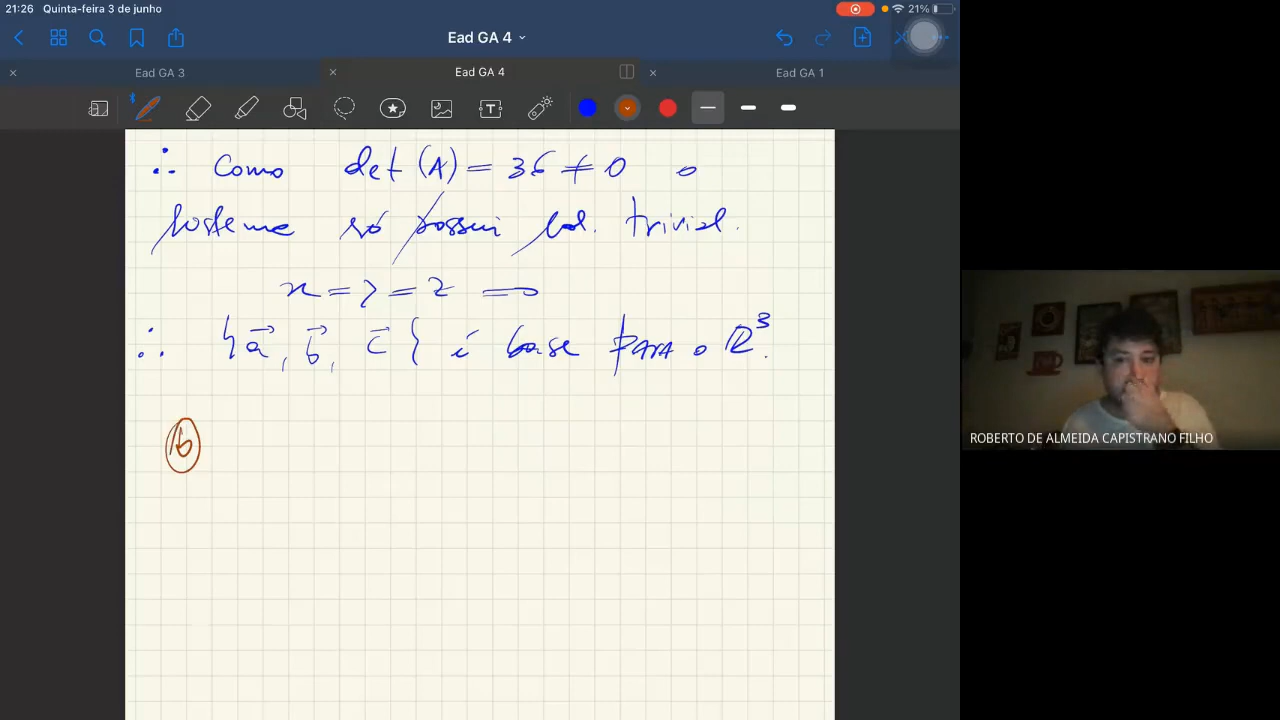 21:26 Quinta-feira 3 de junho
21%
Ead GA 4
Ead GA 3
Ead GA 4
Ead GA 1
∴ Como det (A) = 36 ≠ 0 o
sistema só possui sol. trivial.
x = y = z = 0
∴ {a⃗, b⃗, c⃗} é base para o ℝ³.
b
ROBERTO DE ALMEIDA CAPISTRANO FILHO